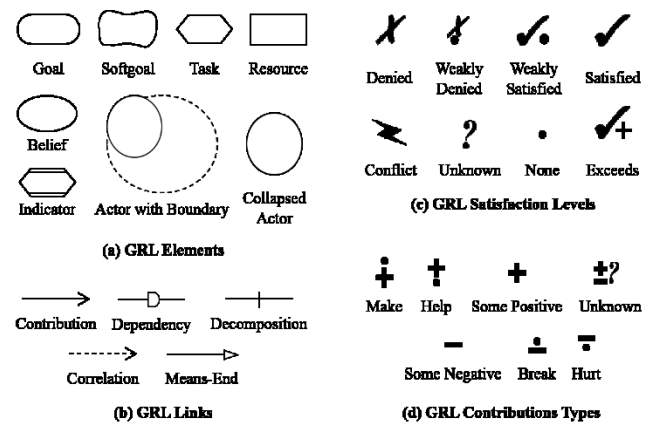 Goal Softgoal Task Resource
Belief
Indicator Actor with Boundary Collapsed
Actor
(a) GRL Elements
Contribution Dependency Decomposition
Correlation Means-End
(b) GRL Links
Denied Weakly
Denied Weakly
Satisfied Satisfied
Conflict Unknown None Exceeds
(c) GRL Satisfaction Levels
Make Help Some Positive Unknown
Some Negative Break Hurt
(d) GRL Contributions Types